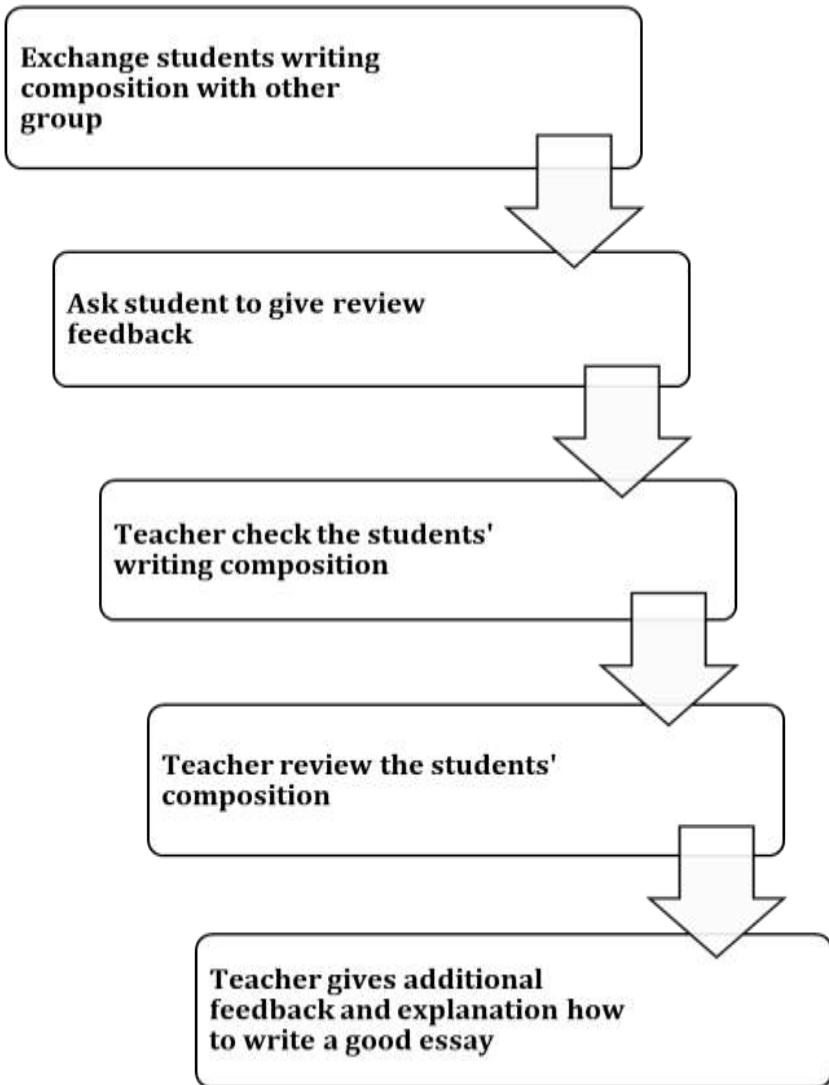 Exchange students writing
composition with other
group
Ask student to give review
feedback
Teacher check the students'
writing composition
Teacher review the students'
composition
Teacher gives additional
feedback and explanation how
to write a good essay